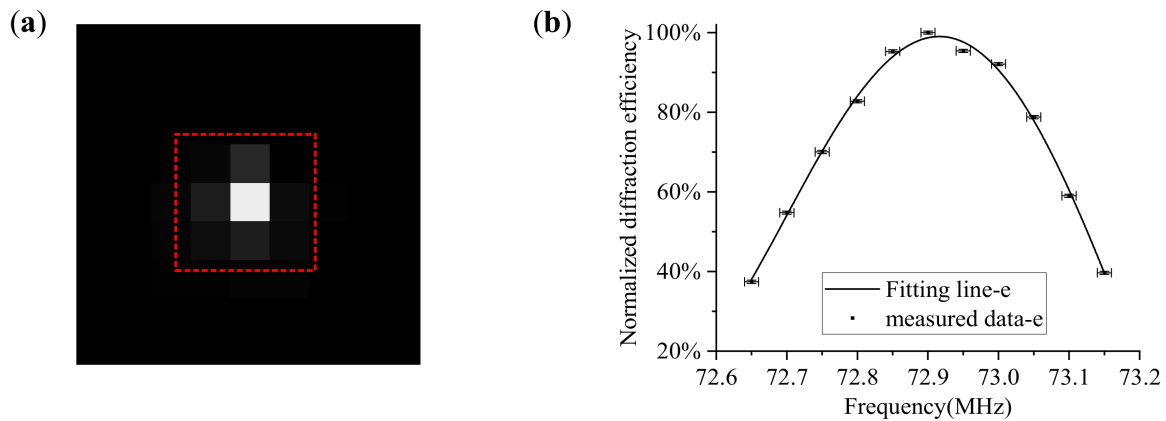 (a)
(b)
Normalized diffraction efficiency
100%
80%
60%
40%
20%
Fitting line-e
measured data-e
72.6 72.7 72.8 72.9 73.0 73.1 73.2
Frequency(MHz)